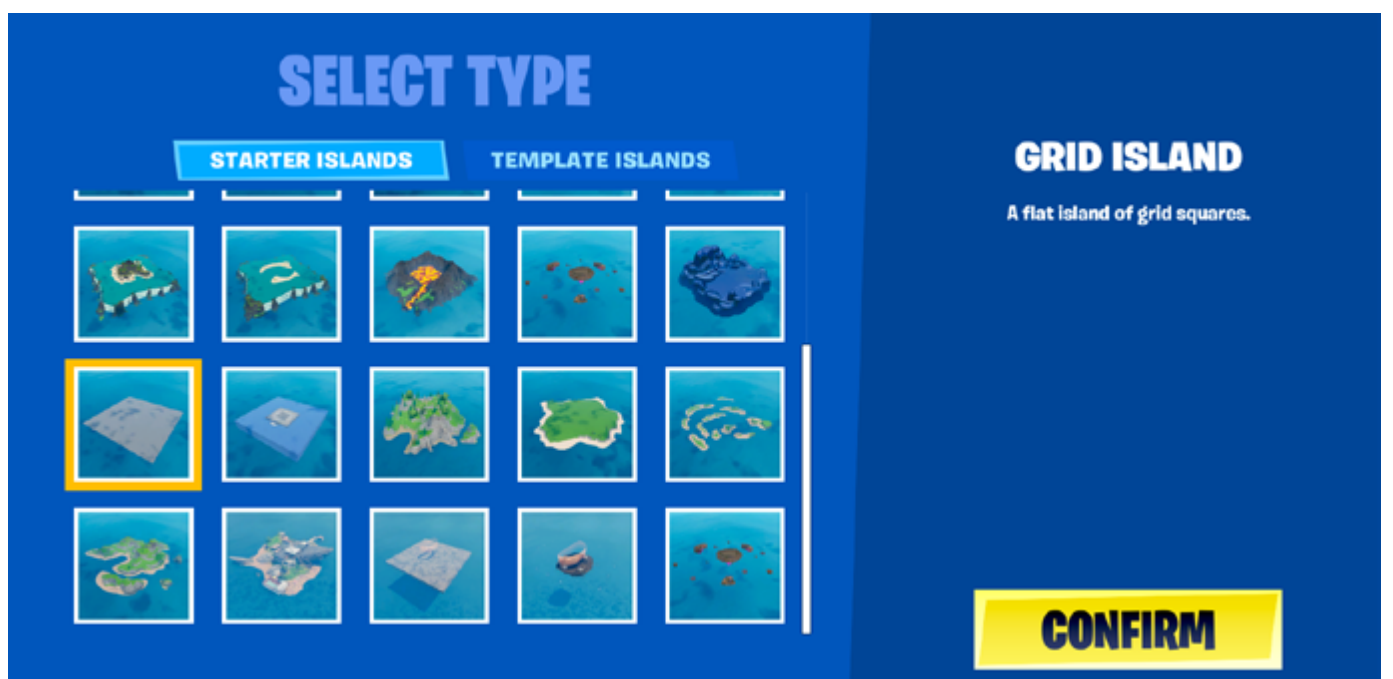 SELECT TYPE
STARTER ISLANDS
TEMPLATE ISLANDS
GRID ISLAND
A flat island of grid squares.
CONFIRM